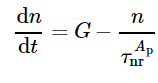 dn/dt = G − n/τ_nr^{A_p}